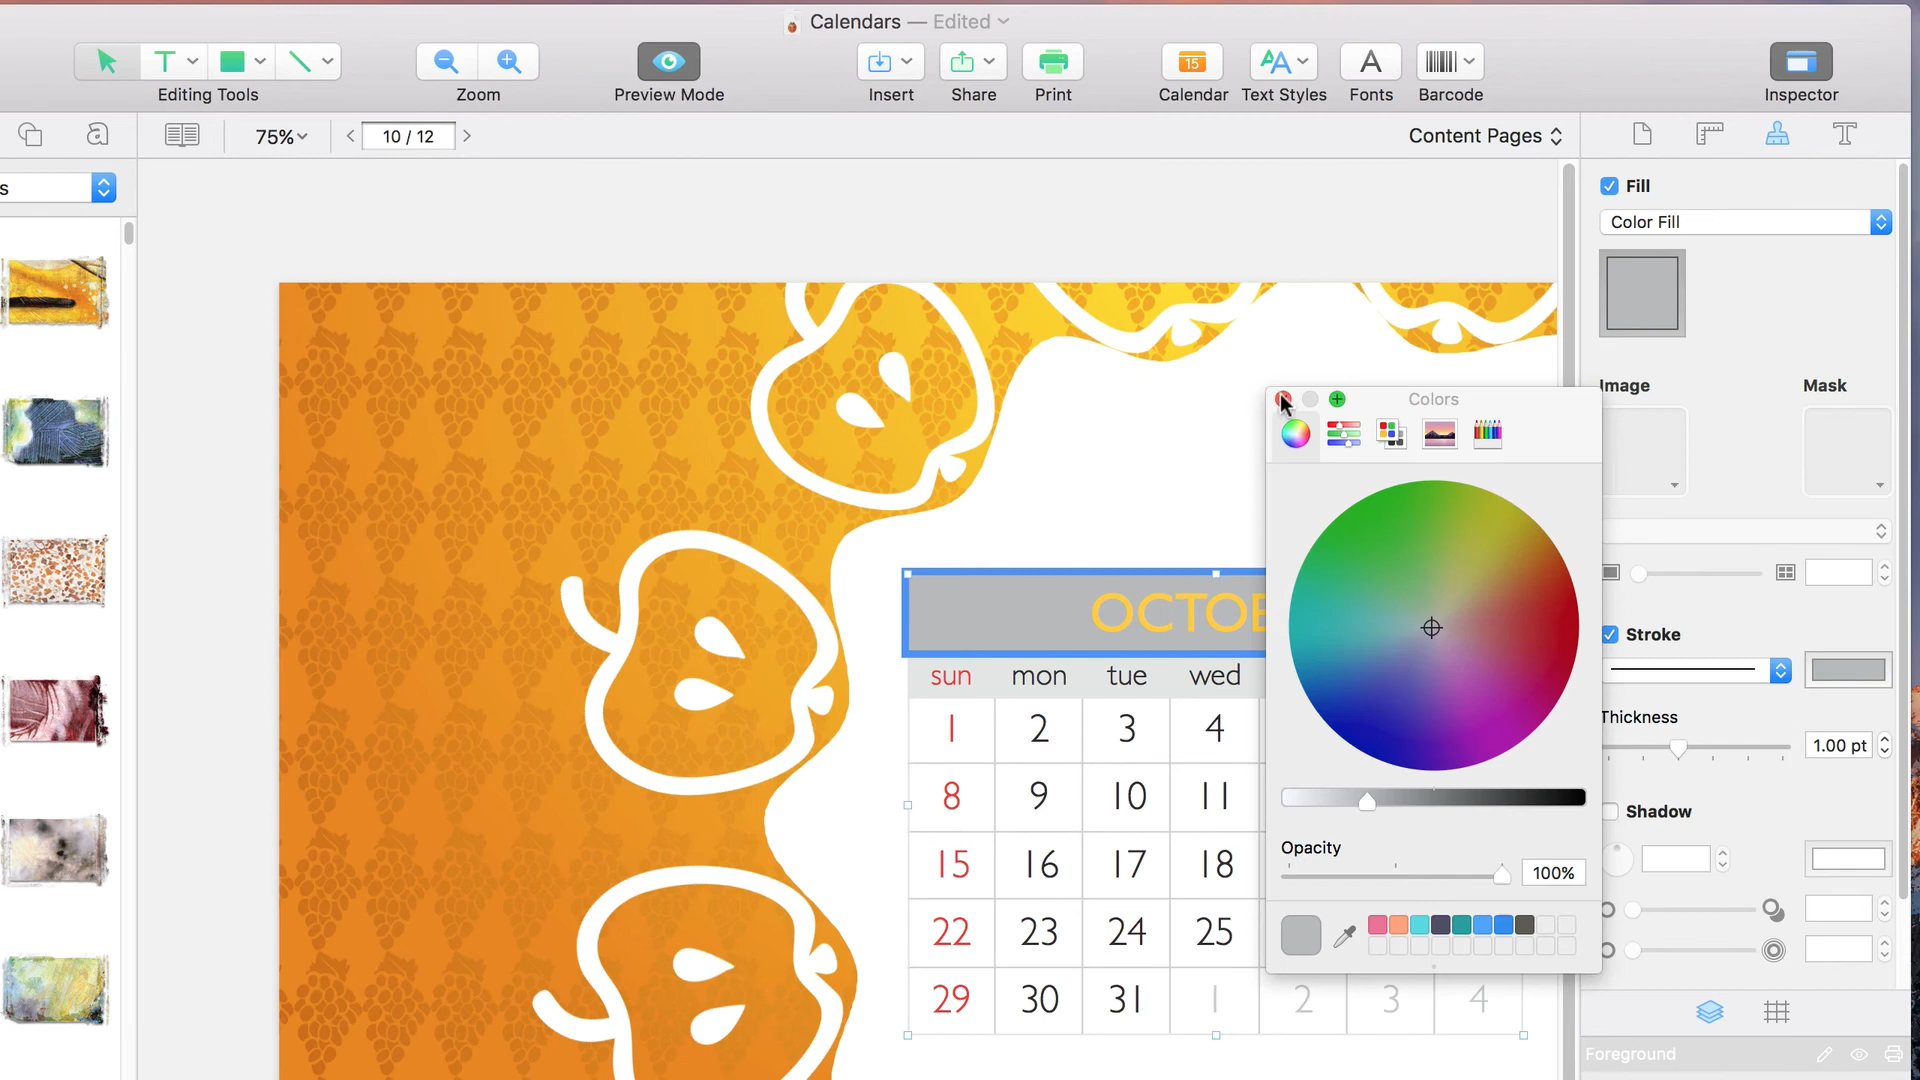 Calendars — Edited
Editing Tools
Zoom
Preview Mode
Insert
Share
Print
15
Calendar
Text Styles
Fonts
Barcode
Inspector
a
75%
10 / 12
Content Pages
s
Fill
Color Fill
Image
Mask
Colors
OCTOB
Stroke
sun mon tue wed
Thickness
1 2 3 4
1.00 pt
8 9 10 11
Shadow
Opacity
15 16 17 18
100%
22 23 24 25
29 30 31 1 2 3 4
Foreground